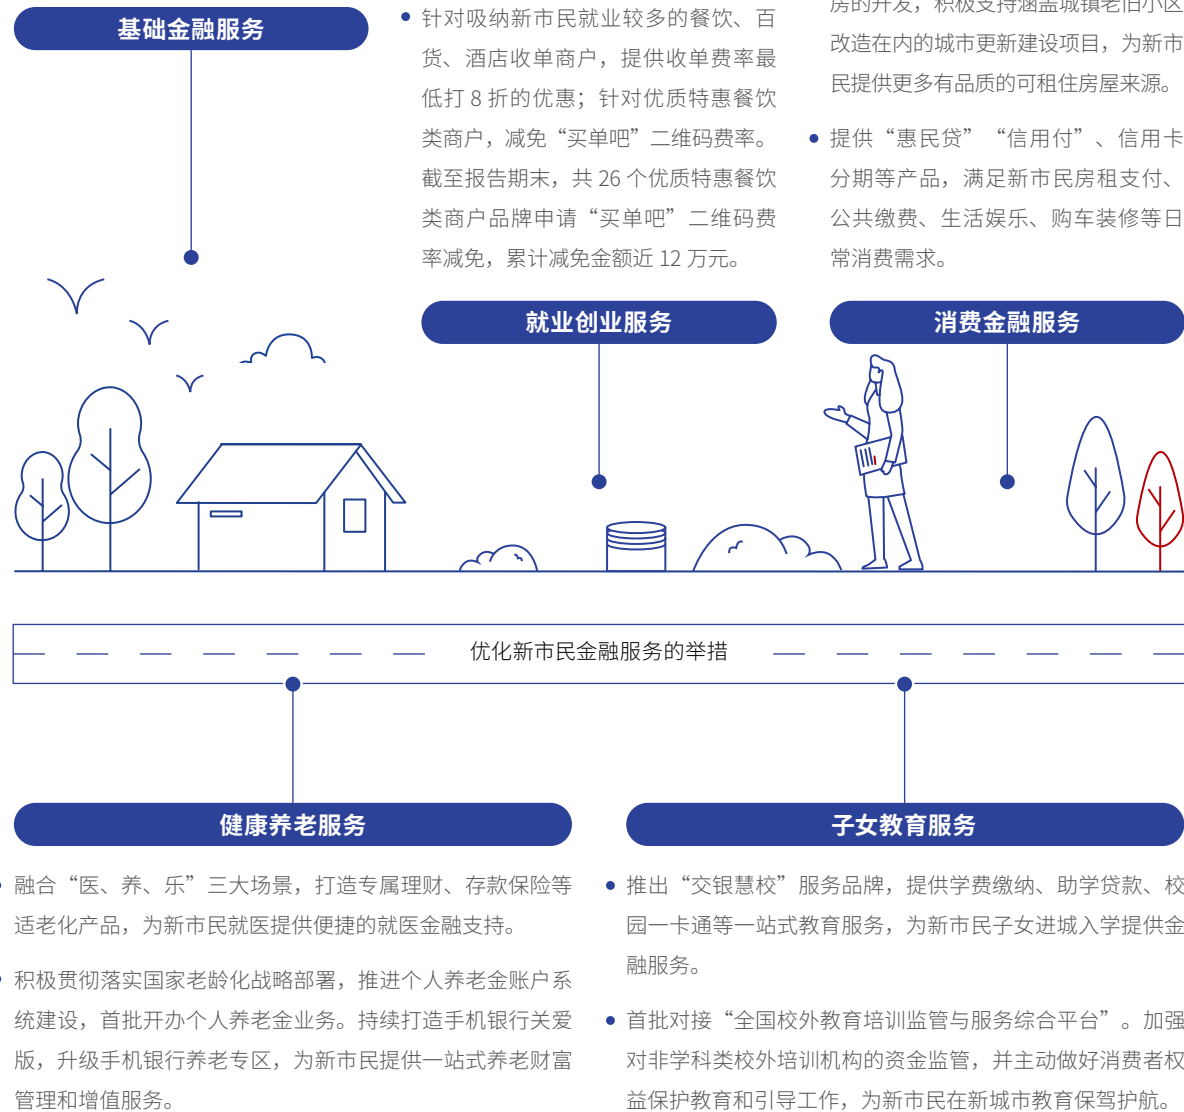 基础金融服务
针对吸纳新市民就业较多的餐饮、百
货、酒店收单商户，提供收单费率最
低打 8 折的优惠；针对优质特惠餐饮
类商户，减免“买单吧”二维码费率。
截至报告期末，共 26 个优质特惠餐饮
类商户品牌申请“买单吧”二维码费
率减免，累计减免金额近 12 万元。
就业创业服务
房的开发，积极支持涵盖城镇老旧小区
改造在内的城市更新建设项目，为新市
民提供更多有品质的可租住房屋来源。
提供“惠民贷”“信用付”、信用卡
分期等产品，满足新市民房租支付、
公共缴费、生活娱乐、购车装修等日
常消费需求。
消费金融服务
优化新市民金融服务的举措
健康养老服务
融合“医、养、乐”三大场景，打造专属理财、存款保险等
适老化产品，为新市民就医提供便捷的就医金融支持。
积极贯彻落实国家老龄化战略部署，推进个人养老金账户系
统建设，首批开办个人养老金业务。持续打造手机银行关爱
版，升级手机银行养老专区，为新市民提供一站式养老财富
管理和增值服务。
子女教育服务
推出“交银慧校”服务品牌，提供学费缴纳、助学贷款、校
园一卡通等一站式教育服务，为新市民子女进城入学提供金
融服务。
首批对接“全国校外教育培训监管与服务综合平台”。加强
对非学科类校外培训机构的资金监管，并主动做好消费者权
益保护教育和引导工作，为新市民在新城市教育保驾护航。